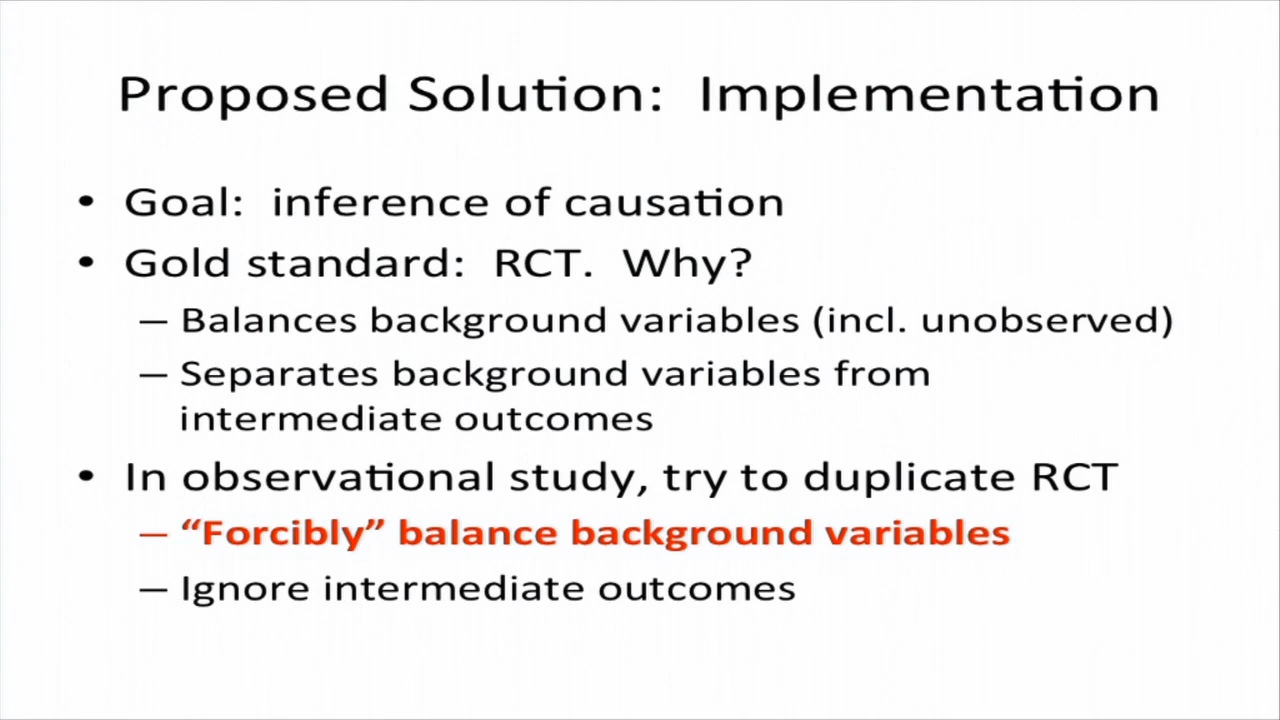 Proposed Solution: Implementation
• Goal: inference of causation
• Gold standard: RCT. Why?
– Balances background variables (incl. unobserved)
– Separates background variables from
intermediate outcomes
• In observational study, try to duplicate RCT
– “Forcibly” balance background variables
– Ignore intermediate outcomes